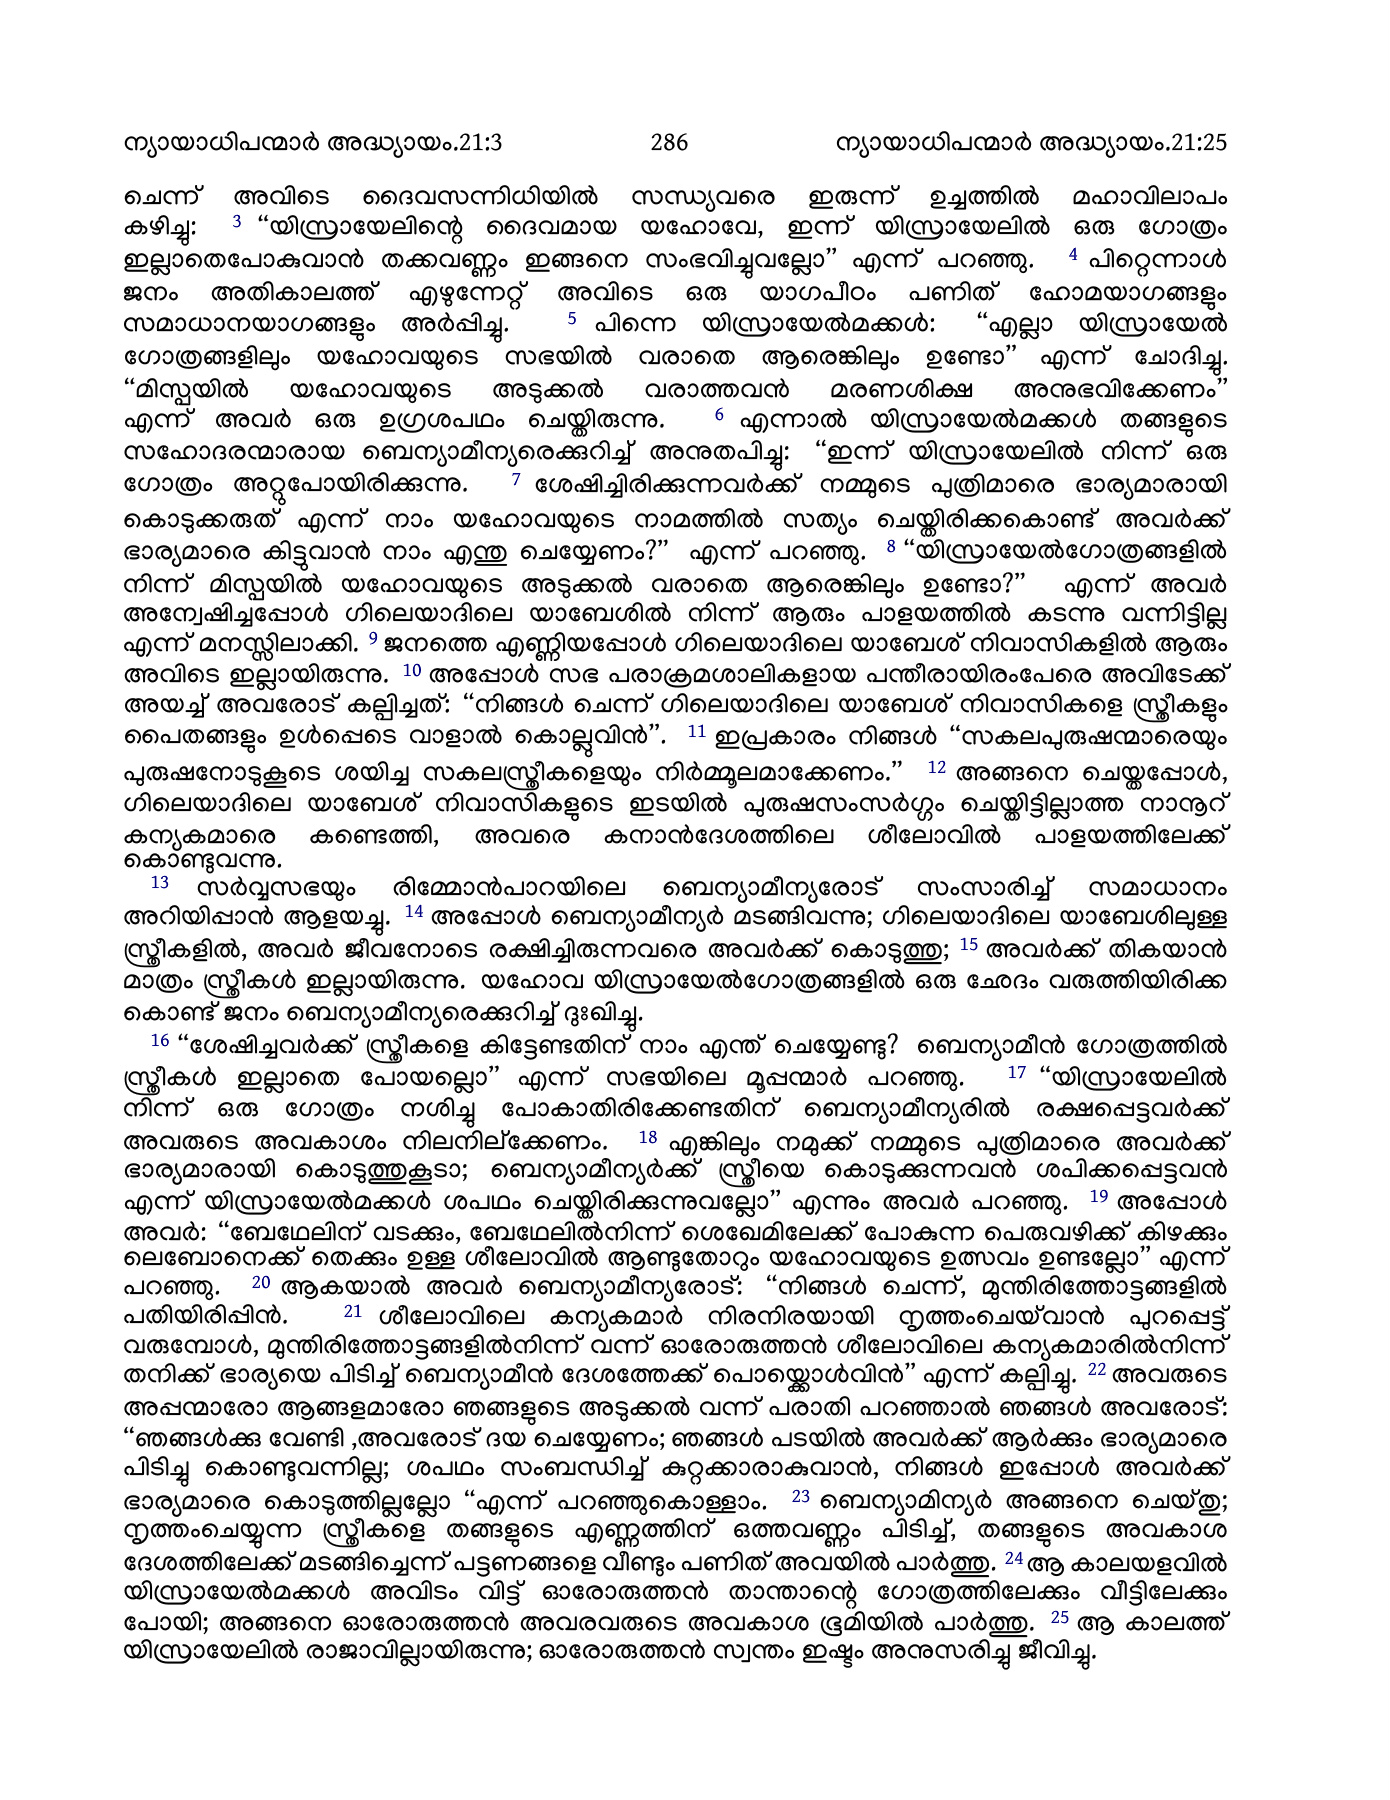 ന്യായാധിപന്മാർ അദ്ധ്യായം.21:3 286 ന്യായാധിപന്മാർ അദ്ധ്യായം.21:25
ചെന്ന് അവിടെ ദൈവസന്നിധിയിൽ സന്ധ്യവരെ ഇരുന്ന് ഉച്ചത്തിൽ മഹാവിലാപം
കഴിച്ചു: 3 “യിസ്രായേലിന്റെ ദൈവമായ യഹോവേ, ഇന്ന് യിസ്രായേലിൽ ഒരു ഗോത്രം
ഇല്ലാതെപോകുവാൻ തക്കവണ്ണം ഇങ്ങനെ സംഭവിച്ചുവല്ലോ” എന്ന് പറഞ്ഞു. 4 പിറ്റെന്നാൾ
ജനം അതികാലത്ത് എഴുന്നേറ്റ് അവിടെ ഒരു യാഗപീഠം പണിത് ഹോമയാഗങ്ങളും
സമാധാനയാഗങ്ങളും അർപ്പിച്ചു. 5 പിന്നെ യിസ്രായേൽമക്കൾ: “എല്ലാ യിസ്രായേൽ
ഗോത്രങ്ങളിലും യഹോവയുടെ സഭയിൽ വരാതെ ആരെങ്കിലും ഉണ്ടോ” എന്ന് ചോദിച്ചു.
“മിസ്പയിൽ യഹോവയുടെ അടുക്കൽ വരാത്തവൻ മരണശിക്ഷ അനുഭവിക്കേണം”
എന്ന് അവർ ഒരു ഉഗ്രശപഥം ചെയ്തിരുന്നു. 6 എന്നാൽ യിസ്രായേൽമക്കൾ തങ്ങളുടെ
സഹോദരന്മാരായ ബെന്യാമീന്യരെക്കുറിച്ച് അനുതപിച്ചു: “ഇന്ന് യിസ്രായേലിൽ നിന്ന് ഒരു
ഗോത്രം അറ്റുപോയിരിക്കുന്നു. 7 ശേഷിച്ചിരിക്കുന്നവർക്ക് നമ്മുടെ പുത്രിമാരെ ഭാര്യമാരായി
കൊടുക്കരുത് എന്ന് നാം യഹോവയുടെ നാമത്തിൽ സത്യം ചെയ്തിരിക്കകൊണ്ട് അവർക്ക്
ഭാര്യമാരെ കിട്ടുവാൻ നാം എന്തു ചെയ്യേണം?” എന്ന് പറഞ്ഞു. 8 “യിസ്രായേൽഗോത്രങ്ങളിൽ
നിന്ന് മിസ്പയിൽ യഹോവയുടെ അടുക്കൽ വരാതെ ആരെങ്കിലും ഉണ്ടോ?” എന്ന് അവർ
അന്വേഷിച്ചപ്പോൾ ഗിലെയാദിലെ യാബേശിൽ നിന്ന് ആരും പാളയത്തിൽ കടന്നു വന്നിട്ടില്ല
എന്ന് മനസ്സിലാക്കി. 9 ജനത്തെ എണ്ണിയപ്പോൾ ഗിലെയാദിലെ യാബേശ് നിവാസികളിൽ ആരും
അവിടെ ഇല്ലായിരുന്നു. 10 അപ്പോൾ സഭ പരാക്രമശാലികളായ പന്തീരായിരംപേരെ അവിടേക്ക്
അയച്ച് അവരോട് കല്പിച്ചത്: “നിങ്ങൾ ചെന്ന് ഗിലെയാദിലെ യാബേശ് നിവാസികളെ സ്ത്രീകളും
പൈതങ്ങളും ഉൾപ്പെടെ വാളാൽ കൊല്ലുവിൻ”. 11 ഇപ്രകാരം നിങ്ങൾ “സകലപുരുഷന്മാരെയും
പുരുഷനോടുകൂടെ ശയിച്ച സകലസ്ത്രീകളെയും നിർമ്മൂലമാക്കേണം.” 12 അങ്ങനെ ചെയ്തപ്പോൾ,
ഗിലെയാദിലെ യാബേശ് നിവാസികളുടെ ഇടയിൽ പുരുഷസംസർഗ്ഗം ചെയ്തിട്ടില്ലാത്ത നാനൂറ്
കന്യകമാരെ കണ്ടെത്തി, അവരെ കനാൻദേശത്തിലെ ശീലോവിൽ പാളയത്തിലേക്ക്
കൊണ്ടുവന്നു.
13 സർവ്വസഭയും രിമ്മോൻപാറയിലെ ബെന്യാമീന്യരോട് സംസാരിച്ച് സമാധാനം
അറിയിപ്പാൻ ആളയച്ചു. 14 അപ്പോൾ ബെന്യാമീന്യർ മടങ്ങിവന്നു; ഗിലെയാദിലെ യാബേശിലുള്ള
സ്ത്രീകളിൽ, അവർ ജീവനോടെ രക്ഷിച്ചിരുന്നവരെ അവർക്ക് കൊടുത്തു; 15 അവർക്ക് തികയാൻ
മാത്രം സ്ത്രീകൾ ഇല്ലായിരുന്നു. യഹോവ യിസ്രായേൽഗോത്രങ്ങളിൽ ഒരു ഛേദം വരുത്തിയിരിക്ക
കൊണ്ട് ജനം ബെന്യാമീന്യരെക്കുറിച്ച് ദുഃഖിച്ചു.
16 “ശേഷിച്ചവർക്ക് സ്ത്രീകളെ കിട്ടേണ്ടതിന് നാം എന്ത് ചെയ്യേണ്ടു? ബെന്യാമീൻ ഗോത്രത്തിൽ
സ്ത്രീകൾ ഇല്ലാതെ പോയല്ലൊ” എന്ന് സഭയിലെ മൂപ്പന്മാർ പറഞ്ഞു. 17 “യിസ്രായേലിൽ
നിന്ന് ഒരു ഗോത്രം നശിച്ചു പോകാതിരിക്കേണ്ടതിന് ബെന്യാമീന്യരിൽ രക്ഷപ്പെട്ടവർക്ക്
അവരുടെ അവകാശം നിലനില്ക്കേണം. 18 എങ്കിലും നമുക്ക് നമ്മുടെ പുത്രിമാരെ അവർക്ക്
ഭാര്യമാരായി കൊടുത്തുകൂടാ; ബെന്യാമീന്യർക്ക് സ്ത്രീയെ കൊടുക്കുന്നവൻ ശപിക്കപ്പെട്ടവൻ
എന്ന് യിസ്രായേൽമക്കൾ ശപഥം ചെയ്തിരിക്കുന്നുവല്ലോ” എന്നും അവർ പറഞ്ഞു. 19 അപ്പോൾ
അവർ: “ബേഥേലിന് വടക്കും, ബേഥേലിൽനിന്ന് ശെഖേമിലേക്ക് പോകുന്ന പെരുവഴിക്ക് കിഴക്കും
ലെബോനെക്ക് തെക്കും ഉള്ള ശീലോവിൽ ആണ്ടുതോറും യഹോവയുടെ ഉത്സവം ഉണ്ടല്ലോ” എന്ന്
പറഞ്ഞു. 20 ആകയാൽ അവർ ബെന്യാമീന്യരോട്: “നിങ്ങൾ ചെന്ന്, മുന്തിരിത്തോട്ടങ്ങളിൽ
പതിയിരിപ്പിൻ. 21 ശീലോവിലെ കന്യകമാർ നിരനിരയായി നൃത്തംചെയ്‌വാൻ പുറപ്പെട്ട്
വരുമ്പോൾ, മുന്തിരിത്തോട്ടങ്ങളിൽനിന്ന് വന്ന് ഓരോരുത്തൻ ശീലോവിലെ കന്യകമാരിൽനിന്ന്
തനിക്ക് ഭാര്യയെ പിടിച്ച് ബെന്യാമീൻ ദേശത്തേക്ക് പൊയ്ക്കൊൾവിൻ” എന്ന് കല്പിച്ചു. 22 അവരുടെ
അപ്പന്മാരോ ആങ്ങളമാരോ ഞങ്ങളുടെ അടുക്കൽ വന്ന് പരാതി പറഞ്ഞാൽ ഞങ്ങൾ അവരോട്:
“ഞങ്ങൾക്കു വേണ്ടി ,അവരോട് ദയ ചെയ്യേണം; ഞങ്ങൾ പടയിൽ അവർക്ക് ആർക്കും ഭാര്യമാരെ
പിടിച്ചു കൊണ്ടുവന്നില്ല; ശപഥം സംബന്ധിച്ച് കുറ്റക്കാരാകുവാൻ, നിങ്ങൾ ഇപ്പോൾ അവർക്ക്
ഭാര്യമാരെ കൊടുത്തില്ലല്ലോ “എന്ന് പറഞ്ഞുകൊള്ളാം. 23 ബെന്യാമിന്യർ അങ്ങനെ ചെയ്തു;
നൃത്തംചെയ്യുന്ന സ്ത്രീകളെ തങ്ങളുടെ എണ്ണത്തിന് ഒത്തവണ്ണം പിടിച്ച്, തങ്ങളുടെ അവകാശ
ദേശത്തിലേക്ക് മടങ്ങിച്ചെന്ന് പട്ടണങ്ങളെ വീണ്ടും പണിത് അവയിൽ പാർത്തു. 24 ആ കാലയളവിൽ
യിസ്രായേൽമക്കൾ അവിടം വിട്ട് ഓരോരുത്തൻ താന്താന്റെ ഗോത്രത്തിലേക്കും വീട്ടിലേക്കും
പോയി; അങ്ങനെ ഓരോരുത്തൻ അവരവരുടെ അവകാശ ഭൂമിയിൽ പാർത്തു. 25 ആ കാലത്ത്
യിസ്രായേലിൽ രാജാവില്ലായിരുന്നു; ഓരോരുത്തൻ സ്വന്തം ഇഷ്ടം അനുസരിച്ചു ജീവിച്ചു.